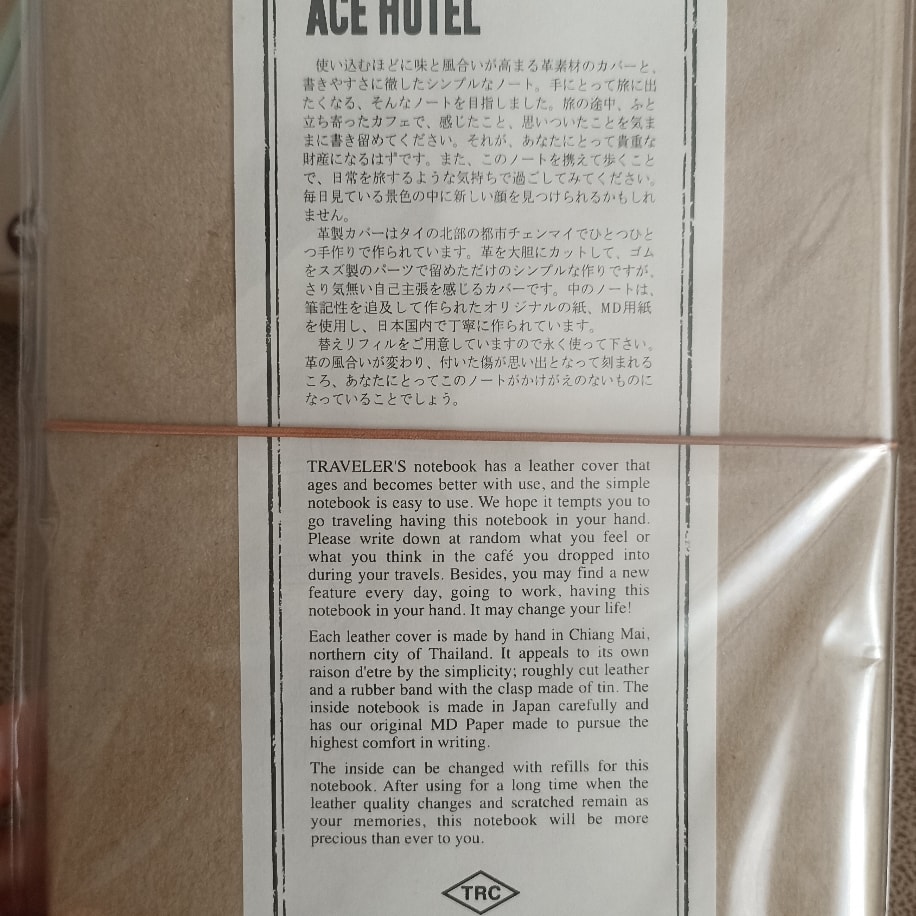 ACE HOTEL
使い込むほどに味と風合いが高まる革素材のカバーと、
書きやすさに徹したシンプルなノート。手にとって旅に出
たくなる、そんなノートを目指しました。旅の途中、ふと
立ち寄ったカフェで、感じたこと、思いついたことを気ま
まに書き留めてください。それが、あなたにとって貴重な
財産になるはずです。また、このノートを携えて歩くこと
で、日常を旅するような気持ちで過ごしてみてください。
毎日見ている景色の中に新しい顔を見つけられるかもしれ
ません。
革製カバーはタイの北部の都市チェンマイでひとつひと
つ手作りで作られています。革を大胆にカットして、ゴム
をスズ製のパーツで留めただけのシンプルな作りですが、
さり気無い自己主張を感じるカバーです。中のノートは、
筆記性を追及して作られたオリジナルの紙、MD用紙
を使用し、日本国内で丁寧に作られています。
替えリフィルをご用意していますので永く使って下さい。
革の風合いが変わり、付いた傷が思い出となって刻まれる
ころ、あなたにとってこのノートがかけがえのないものに
なっていることでしょう。
TRAVELER'S notebook has a leather cover that
ages and becomes better with use, and the simple
notebook is easy to use. We hope it tempts you to
go traveling having this notebook in your hand.
Please write down at random what you feel or
what you think in the café you dropped into
during your travels. Besides, you may find a new
feature every day, going to work, having this
notebook in your hand. It may change your life!
Each leather cover is made by hand in Chiang Mai,
northern city of Thailand. It appeals to its own
raison d'etre by the simplicity; roughly cut leather
and a rubber band with the clasp made of tin. The
inside notebook is made in Japan carefully and
has our original MD Paper made to pursue the
highest comfort in writing.
The inside can be changed with refills for this
notebook. After using for a long time when the
leather quality changes and scratched remain as
your memories, this notebook will be more
precious than ever to you.
TRC